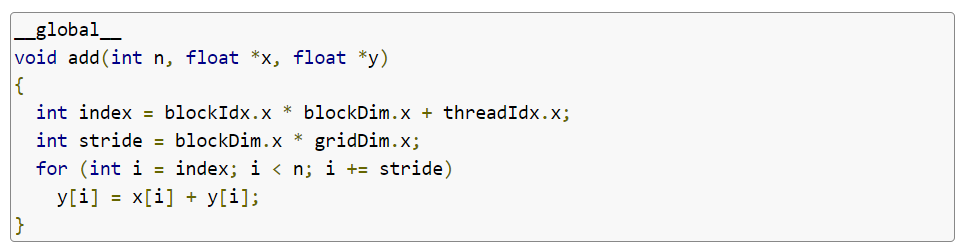 __global__
void add(int n, float *x, float *y)
{
  int index = blockIdx.x * blockDim.x + threadIdx.x;
  int stride = blockDim.x * gridDim.x;
  for (int i = index; i < n; i += stride)
    y[i] = x[i] + y[i];
}